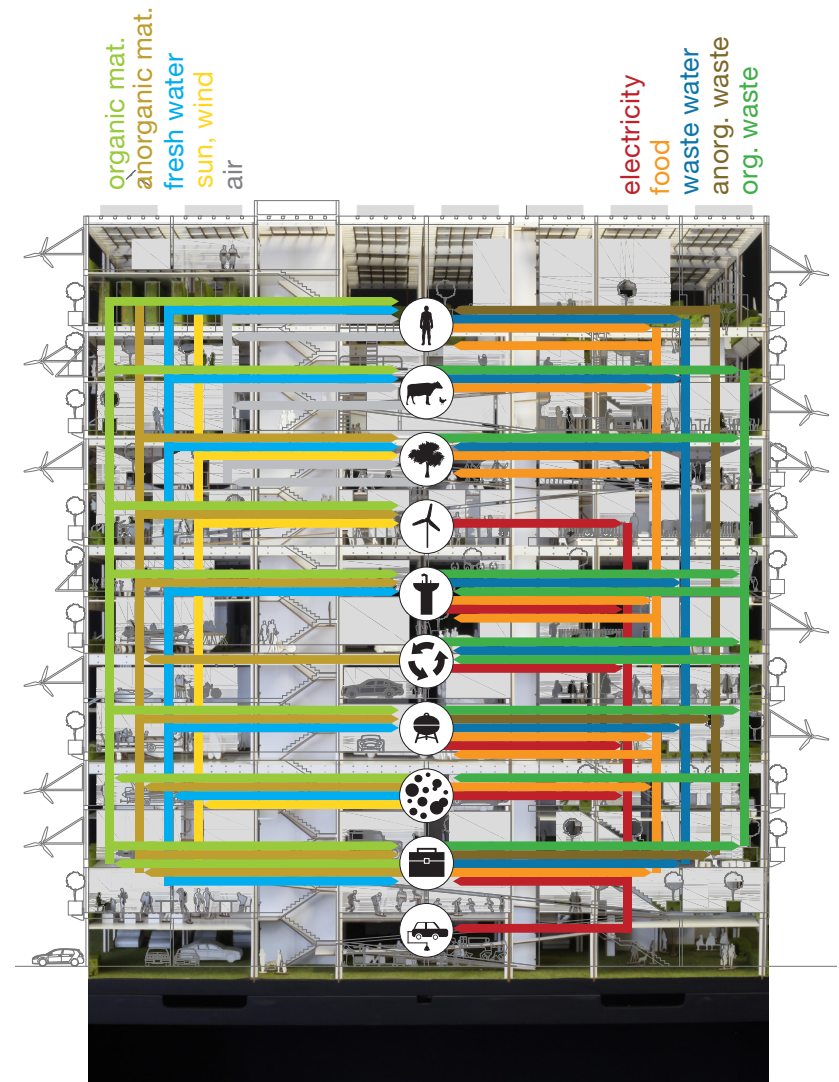 organic mat.
anorganic mat.
fresh water
sun, wind
air
electricity
food
waste water
anorg. waste
org. waste